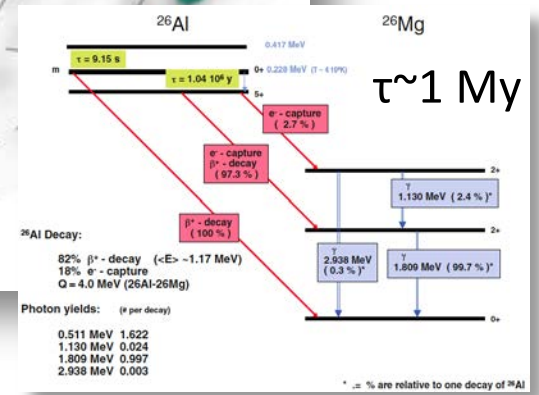 26Al 26Mg
0.417 MeV
τ = 9.15 s
m 0+ 0.228 MeV (T ~ 4 10⁸K)
τ = 1.04 10⁶ y
5+
τ~1 My
e⁻ - capture
( 2.7 % )
e⁻ - capture
β⁺ - decay
( 97.3 % )
2+
γ
1.130 MeV ( 2.4 % )*
β⁺ - decay
( 100 % )
2+
26Al Decay:
82% β⁺ - decay (<E> ~1.17 MeV)
18% e⁻ - capture
Q = 4.0 MeV (26Al-26Mg)
γ
2.938 MeV
( 0.3 % )*
γ
1.809 MeV ( 99.7 % )*
Photon yields: (# per decay)
0.511 MeV 1.622
1.130 MeV 0.024
1.809 MeV 0.997
2.938 MeV 0.003
0+
* .= % are relative to one decay of ²⁶Al